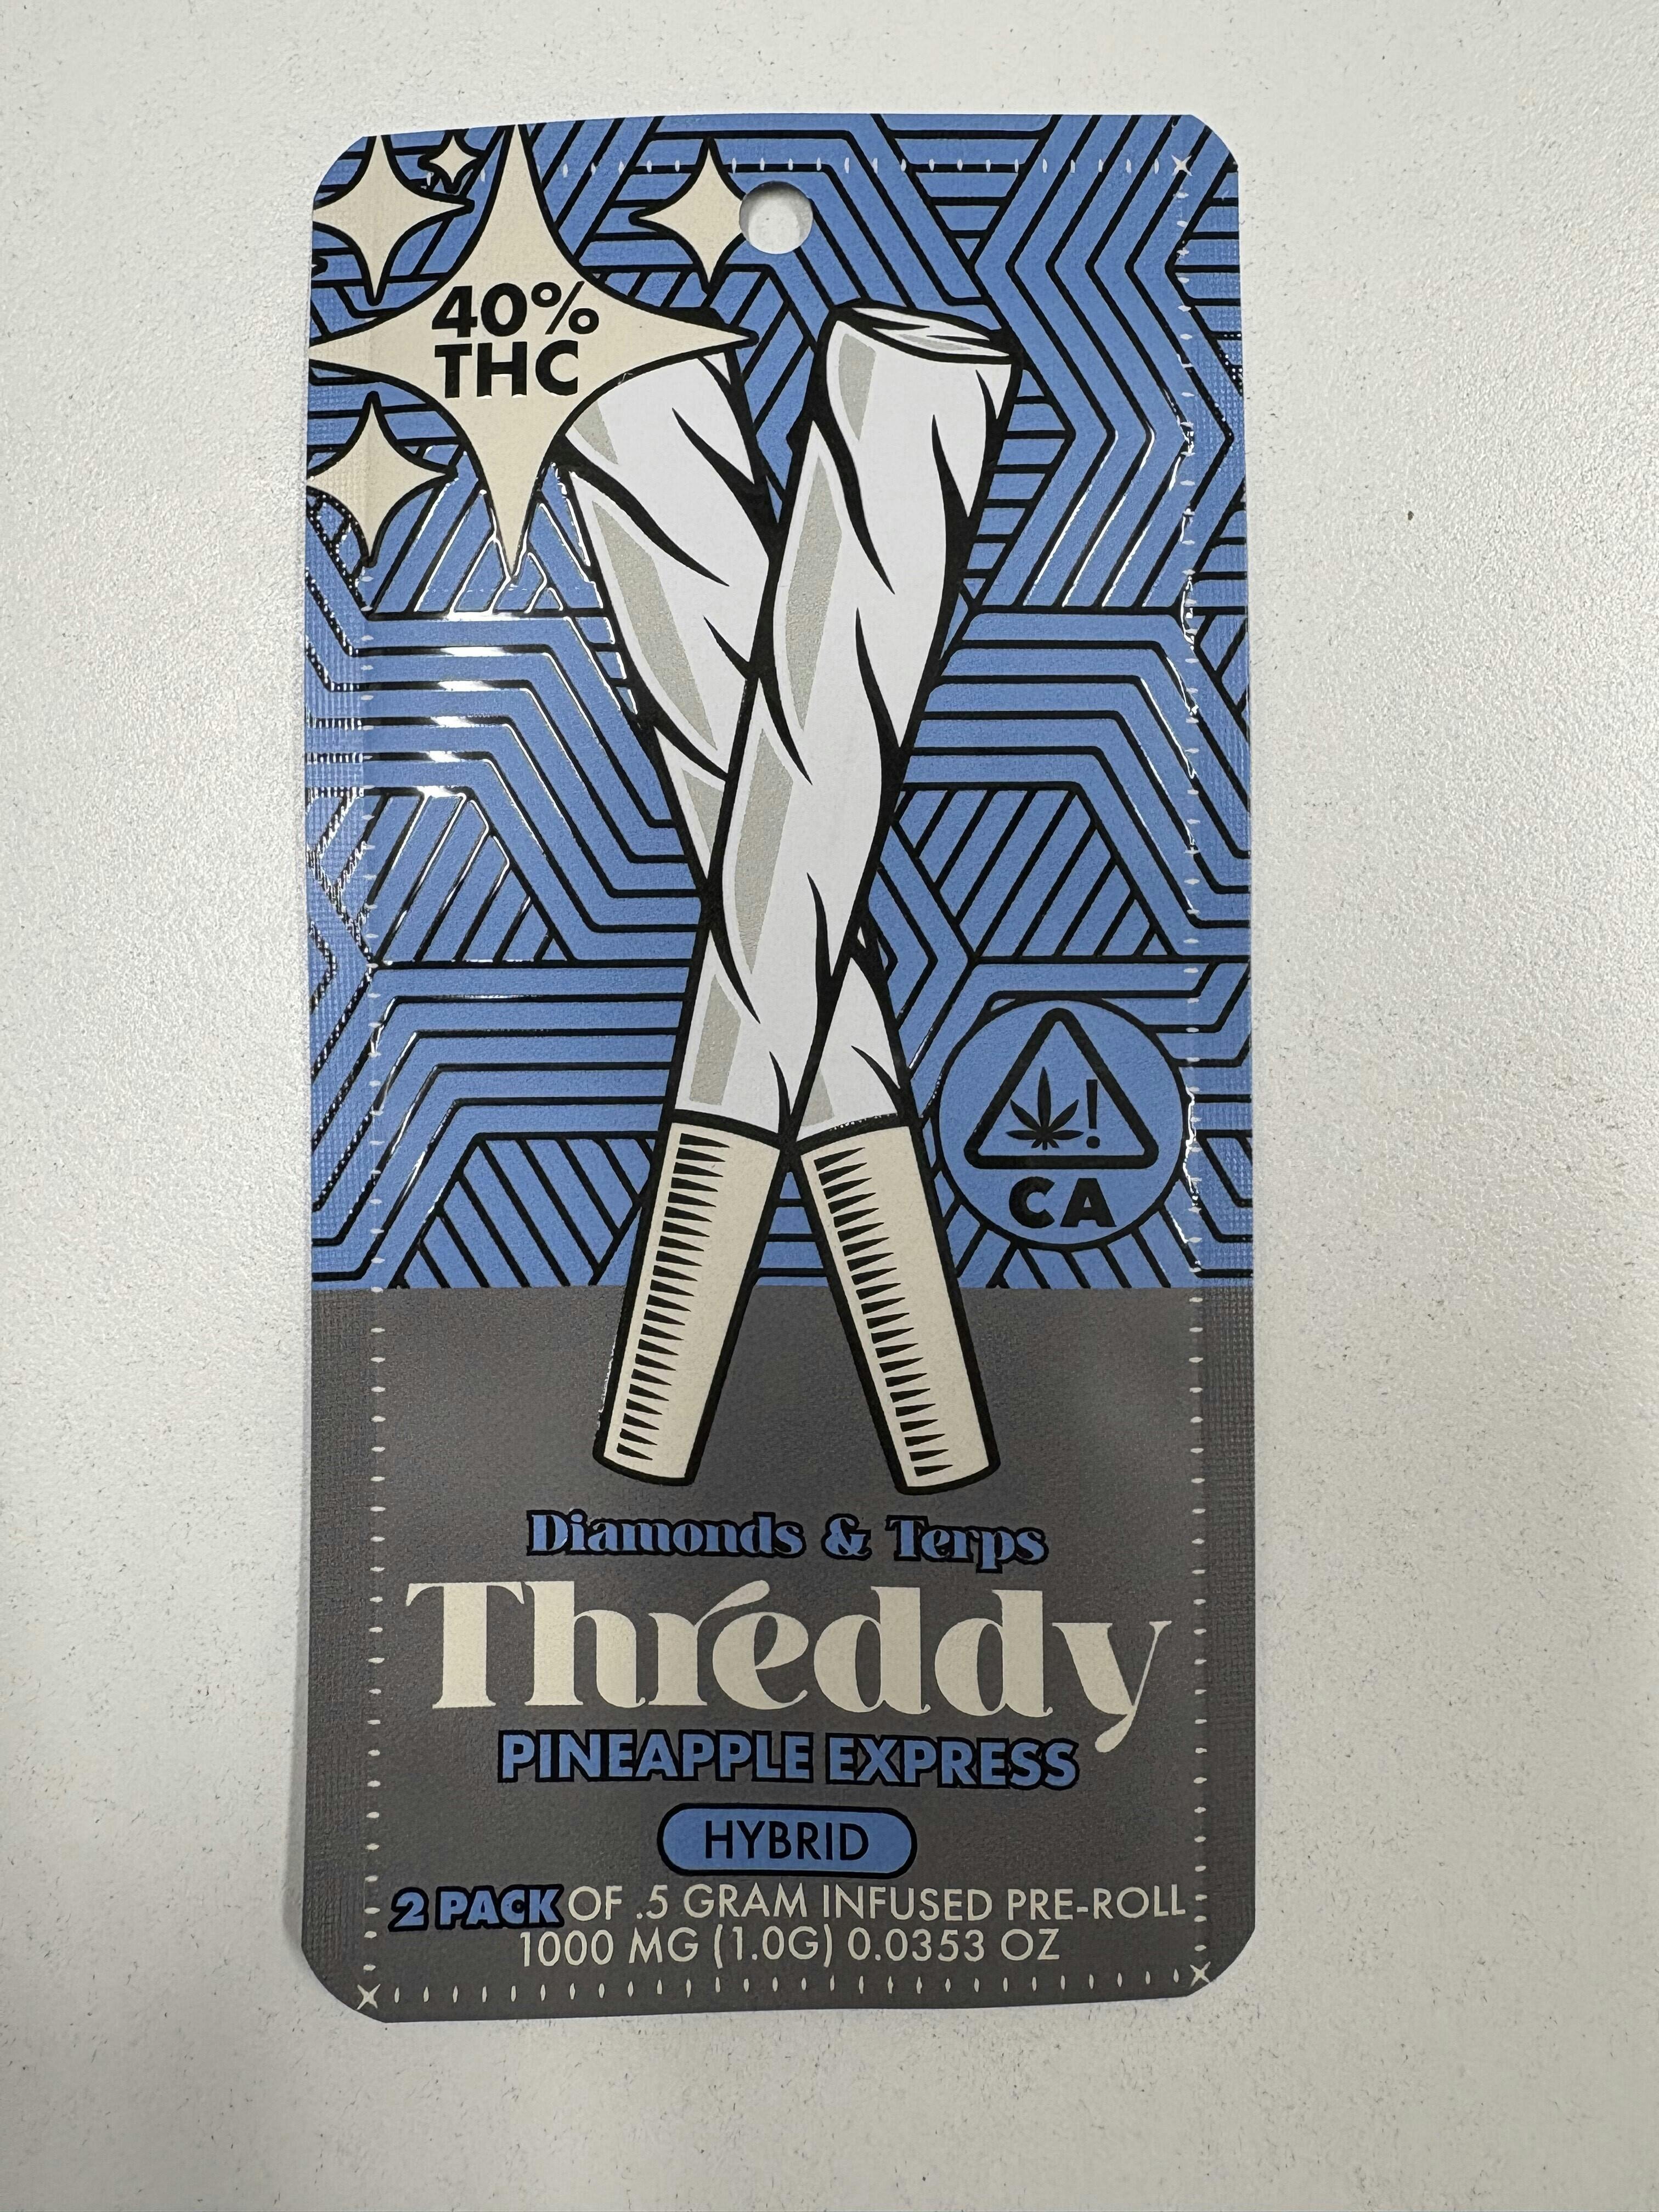 40%
THC
CA
Diamonds & Terps
Threddy
PINEAPPLE EXPRESS
HYBRID
2 PACK OF .5 GRAM INFUSED PRE-ROLL
1000 MG (1.0G) 0.0353 OZ